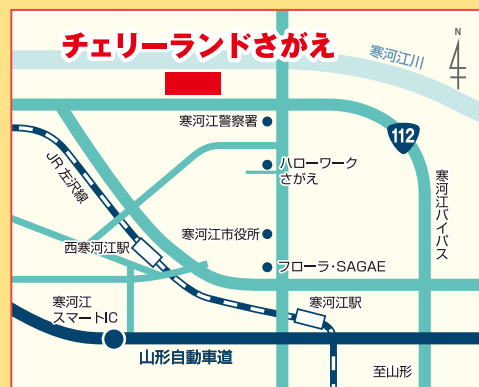 チェリーランドさがえ
N
寒河江川
寒河江警察署
112
JR左沢線
ハローワーク
さがえ
寒河江バイパス
寒河江市役所
西寒河江駅
フローラ・SAGAE
寒河江
スマートIC
寒河江駅
山形自動車道
至山形